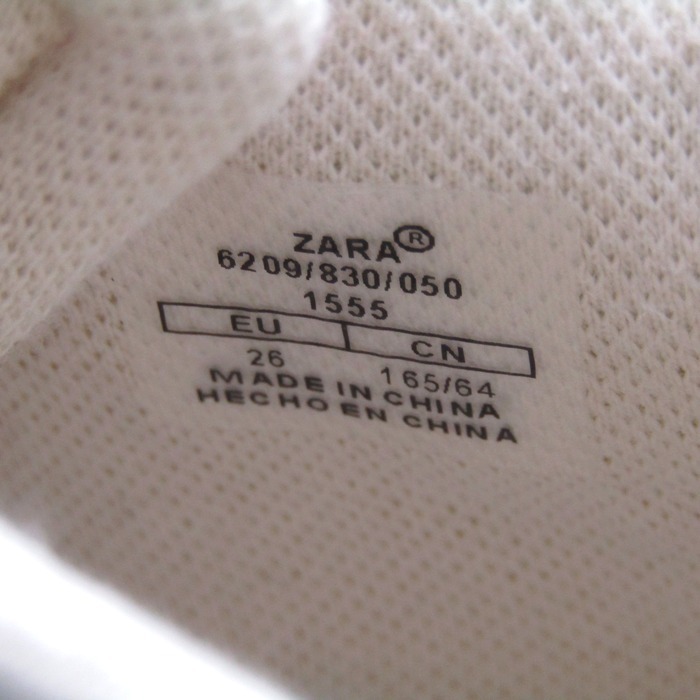 ZARA®
6209/830/050
1555
EU CN
26 165/64
MADE IN CHINA
HECHO EN CHINA